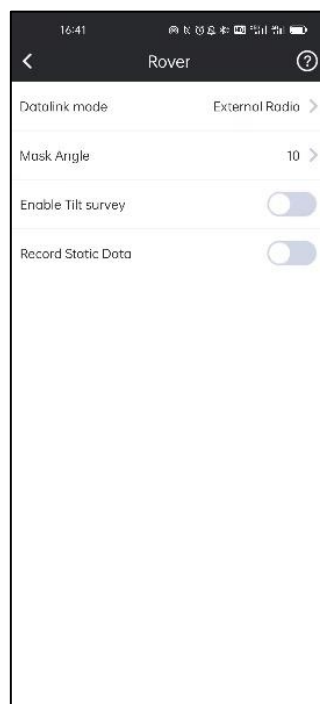 16:41
Rover
Datalink mode External Radio
Mask Angle 10
Enable Tilt survey
Record Static Data